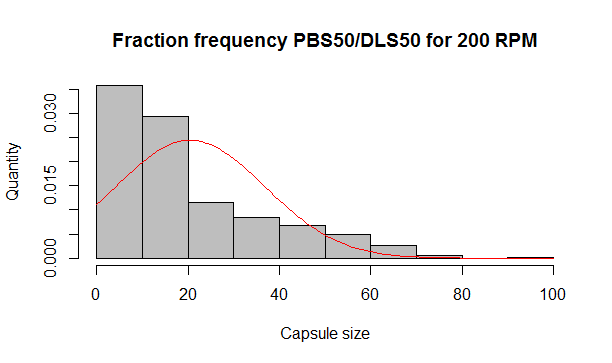 Fraction frequency PBS50/DLS50 for 200 RPM
Quantity
0.030
0.015
0.000
0 20 40 60 80 100
Capsule size